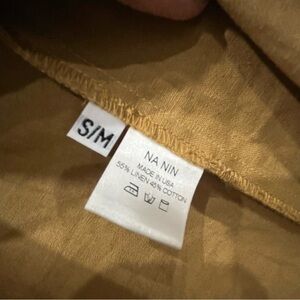 S/M
NA NIN
MADE IN USA
55% LINEN 45% COTTON